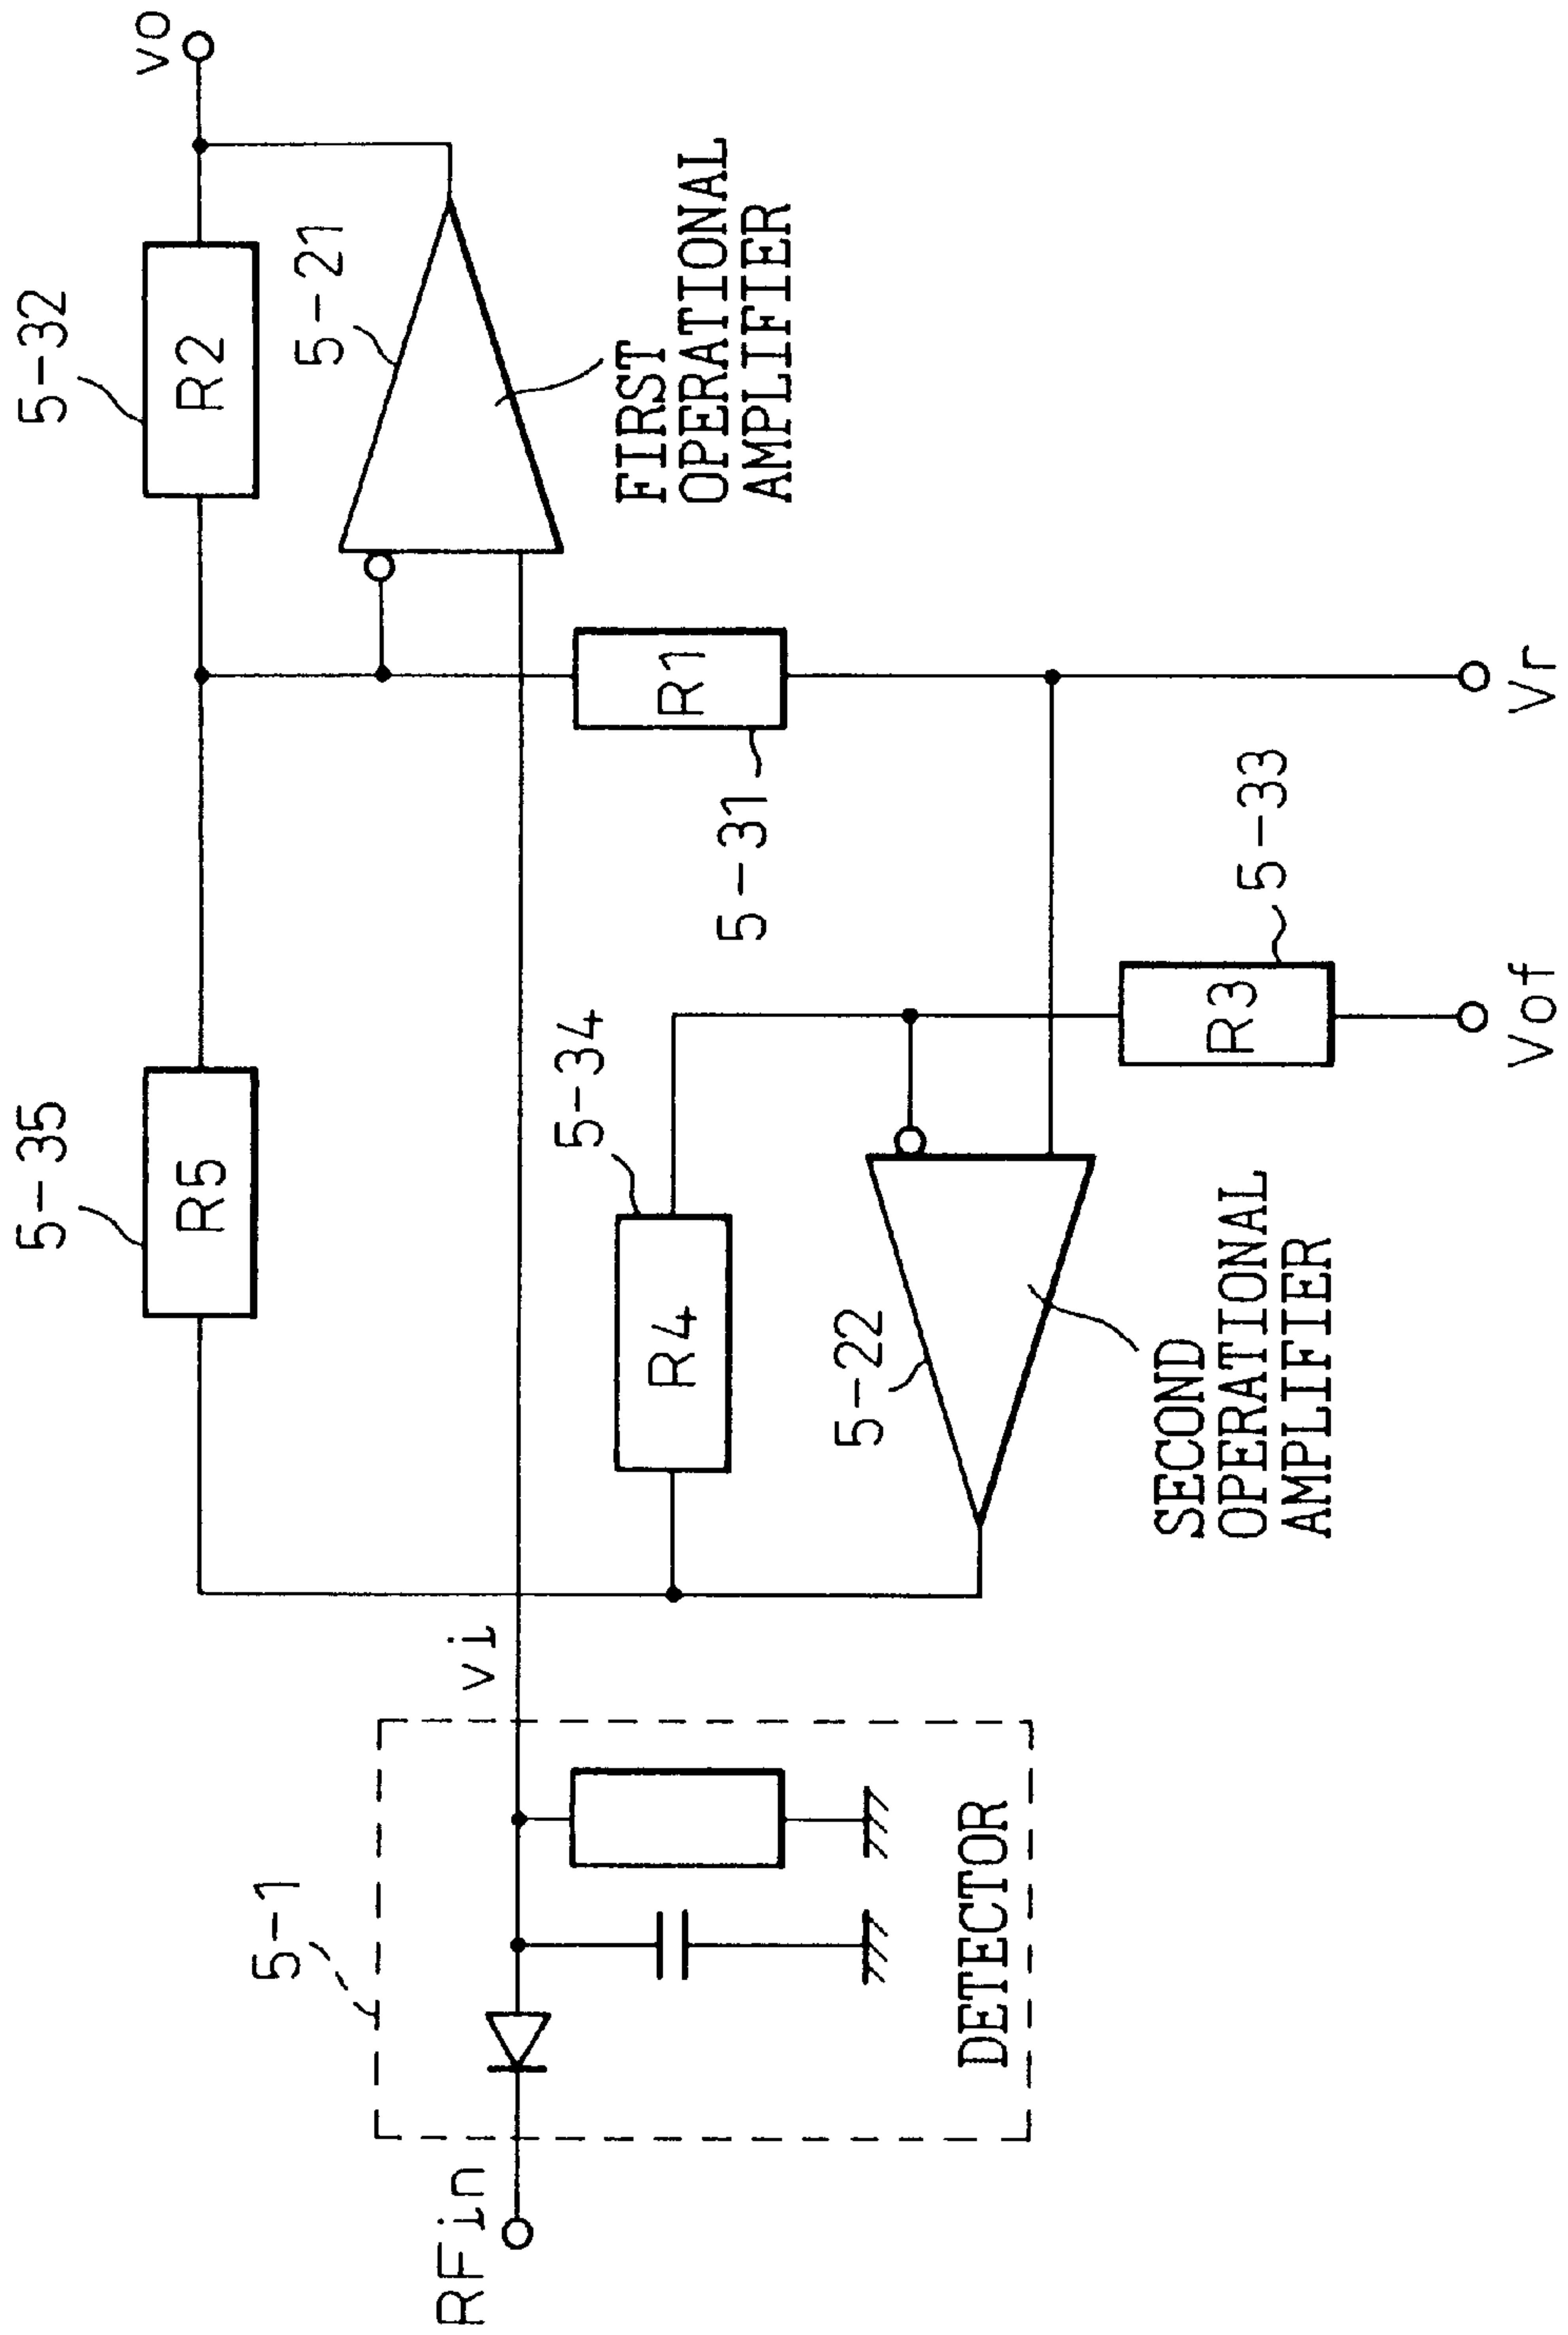 5-35
5-32
R5
R2
vo
5-1
5-21
RFin
vi
5-34
R4
FIRST
OPERATIONAL
AMPLIFIER
R1
5-31
5-22
DETECTOR
SECOND
OPERATIONAL
AMPLIFIER
R3
5-33
Vof
Vr